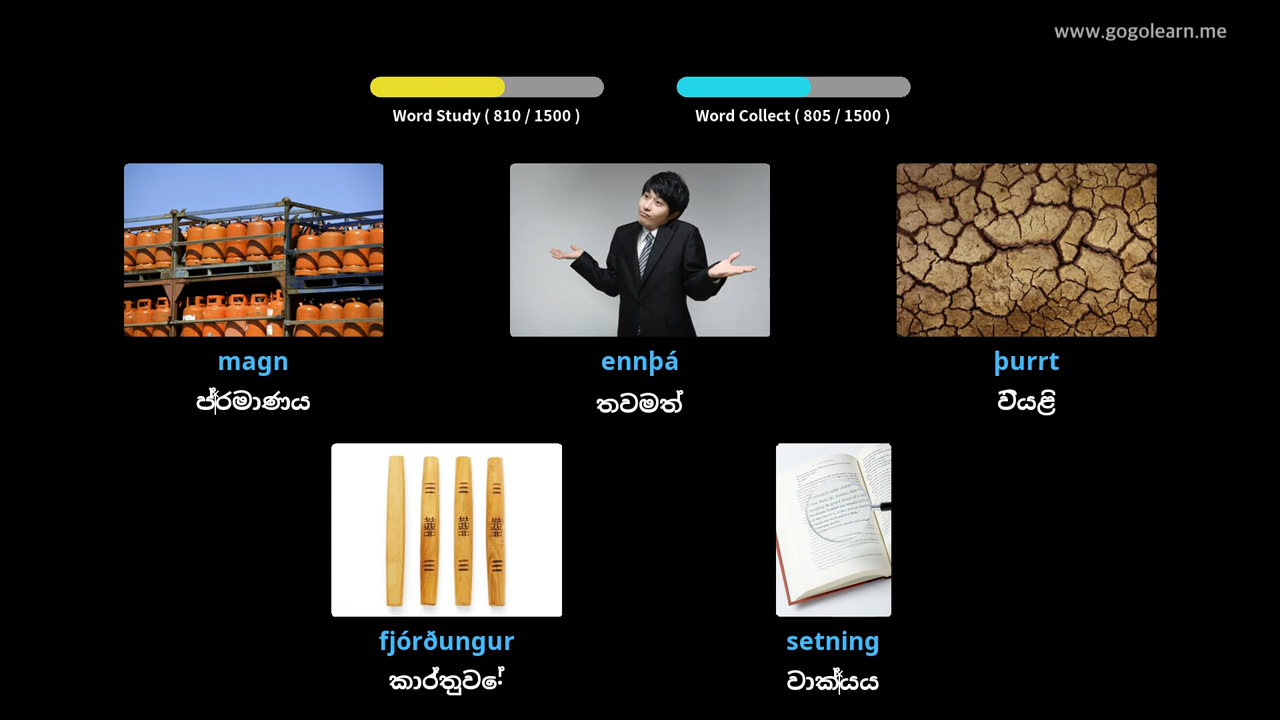 www.gogolearn.me
Word Study ( 810 / 1500 )
Word Collect ( 805 / 1500 )
magn
ennþá
þurrt
ප්‍රමාණය
තවමත්
වියළි
fjórðungur
setning
කාර්තුවේ
වාක්‍යය